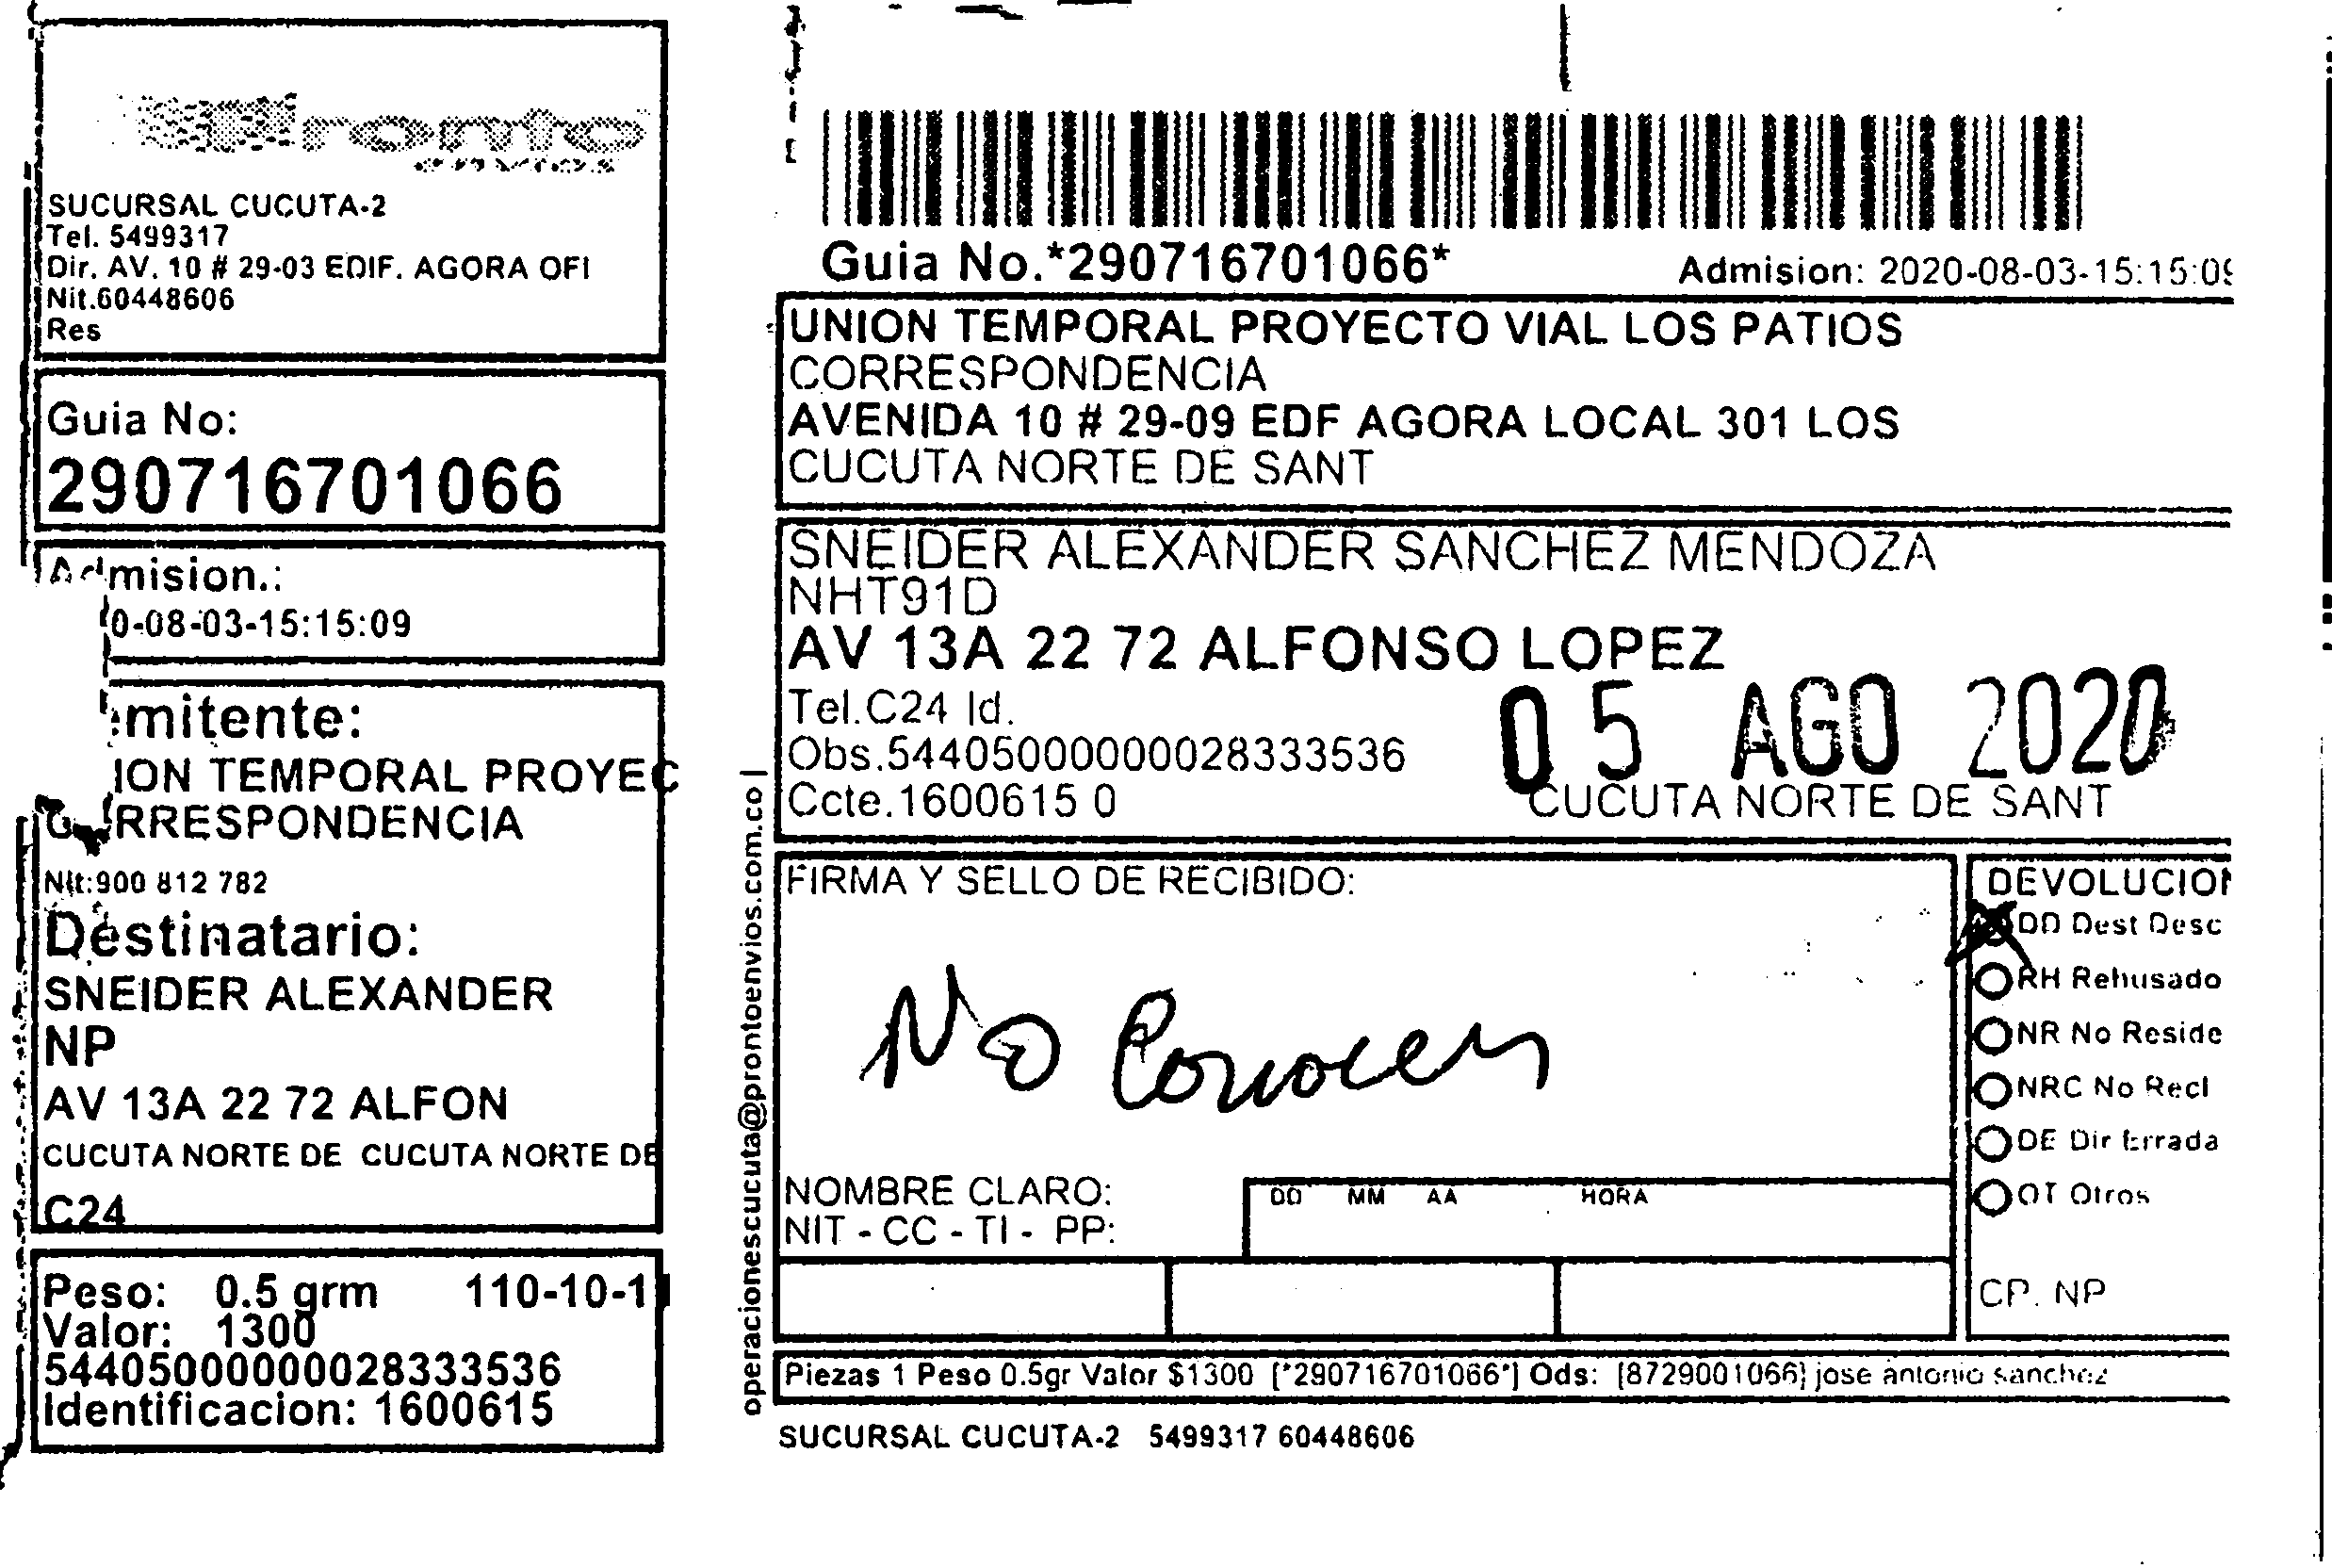 Pronto
envios
SUCURSAL CUCUTA-2
Tel. 5499317
Dir. AV. 10 # 29-03 EDIF. AGORA OFI
Nit.60448606
Res
Guia No:
290716701066
Admision.:
0-08-03-15:15:09
mitente:
ION TEMPORAL PROYEC
RRESPONDENCIA
Nit:900 812 782
Destinatario:
SNEIDER ALEXANDER
NP
AV 13A 22 72 ALFON
CUCUTA NORTE DE CUCUTA NORTE DE
C24
Peso: 0.5 grm 110-10-1
Valor: 1300
544050000000028333536
Identificacion: 1600615
operacionescucuta@prontoenvios.com.co |
Guia No.*290716701066*
Admision: 2020-08-03-15:15:09
UNION TEMPORAL PROYECTO VIAL LOS PATIOS
CORRESPONDENCIA
AVENIDA 10 # 29-09 EDF AGORA LOCAL 301 LOS
CUCUTA NORTE DE SANT
SNEIDER ALEXANDER SANCHEZ MENDOZA
NHT91D
AV 13A 22 72 ALFONSO LOPEZ
Tel.C24 Id.
05 AGO 2020
Obs.544050000000028333536
Ccte.1600615 0
CUCUTA NORTE DE SANT
FIRMA Y SELLO DE RECIBIDO:
No Conocen
NOMBRE CLARO:
NIT - CC - TI - PP:
DD MM AA HORA
DEVOLUCION
DD Dest Desc
RH Rehusado
NR No Reside
NRC No Recl
DE Dir Errada
OT Otros
CP. NP
Piezas 1 Peso 0.5gr Valor $1300 [*290716701066*] Ods: [8729001066] jose antonio sanchez
SUCURSAL CUCUTA-2 5499317 60448606